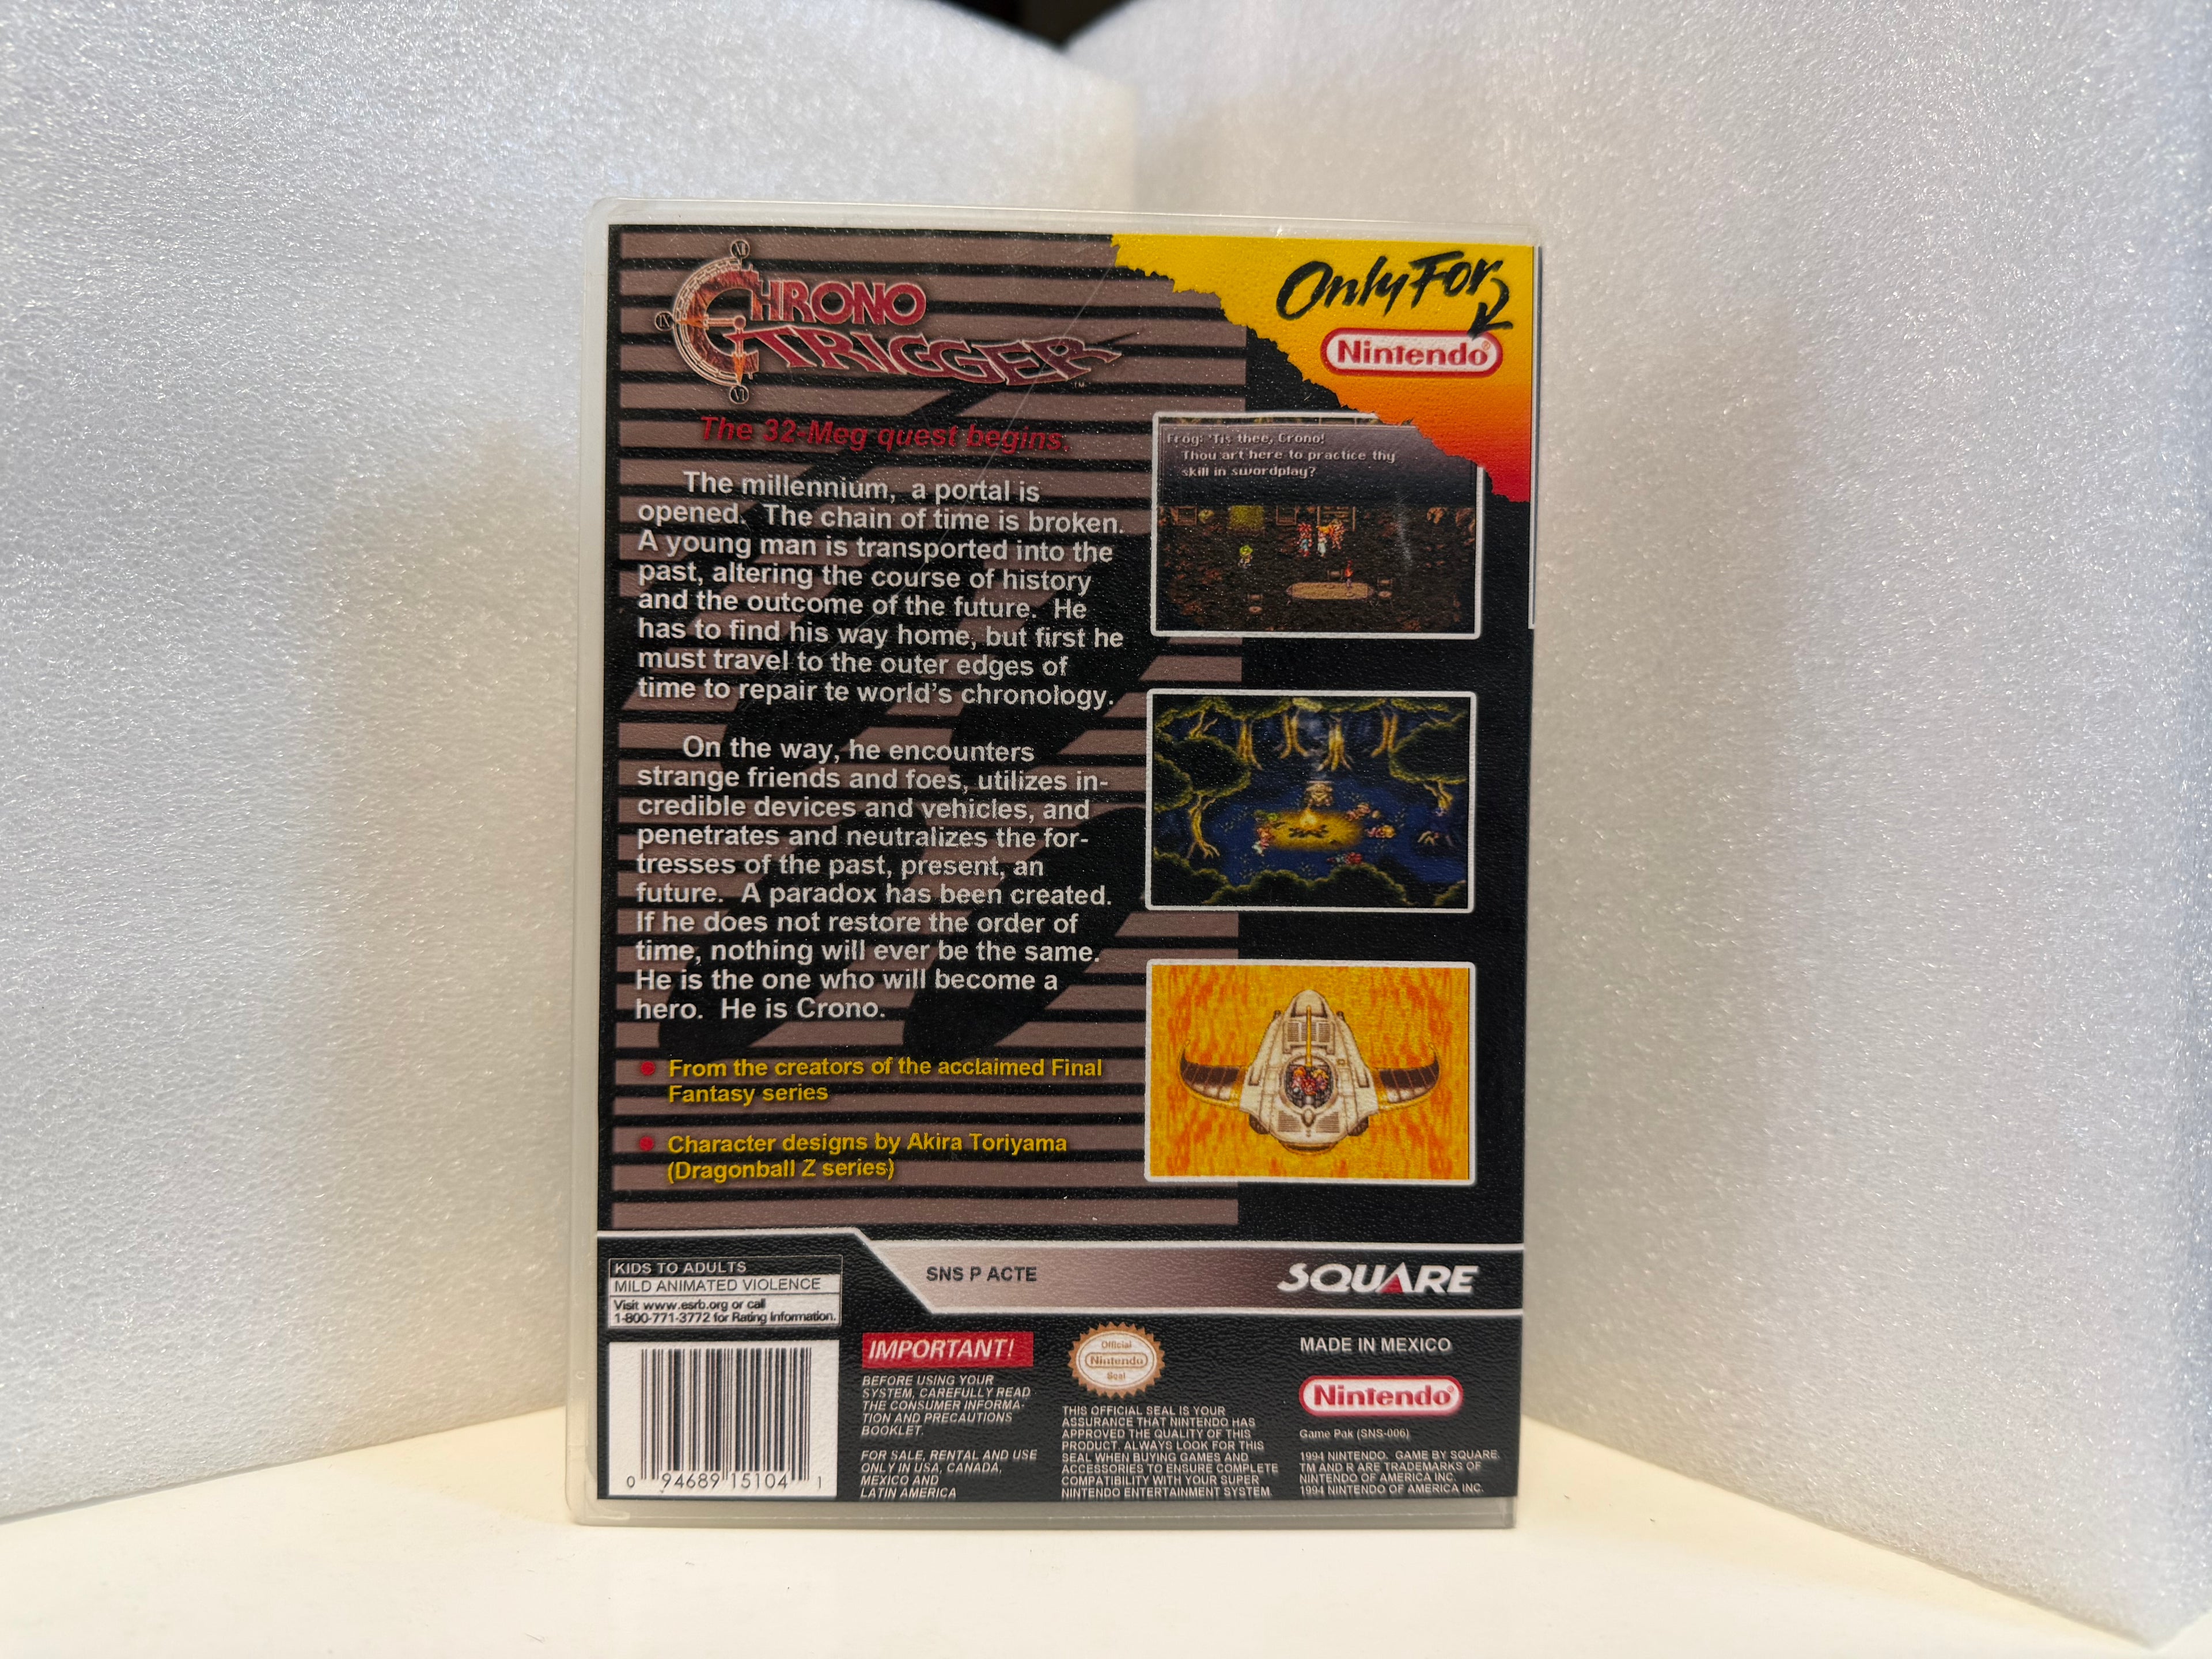 XII
CHRONO
IX
TRIGGER
VI
TM
Only For
Nintendo®
The 32-Meg quest begins.
The millennium, a portal is
opened. The chain of time is broken.
A young man is transported into the
past, altering the course of history
and the outcome of the future. He
has to find his way home, but first he
must travel to the outer edges of
time to repair te world's chronology.
On the way, he encounters
strange friends and foes, utilizes in-
credible devices and vehicles, and
penetrates and neutralizes the for-
tresses of the past, present, an
future. A paradox has been created.
If he does not restore the order of
time, nothing will ever be the same.
He is the one who will become a
hero. He is Crono.
From the creators of the acclaimed Final
Fantasy series
Character designs by Akira Toriyama
(Dragonball Z series)
Frog: 'Tis thee, Crono!
Thou art here to practice thy
skill in swordplay?
KIDS TO ADULTS
MILD ANIMATED VIOLENCE
Visit www.esrb.org or call
1-800-771-3772 for Rating Information.
SNS P ACTE
SQUARE
0 94689 15104 1
IMPORTANT!
BEFORE USING YOUR
SYSTEM, CAREFULLY READ
THE CONSUMER INFORMA-
TION AND PRECAUTIONS
BOOKLET.
FOR SALE, RENTAL AND USE
ONLY IN USA, CANADA,
MEXICO AND
LATIN AMERICA
Official
Nintendo
Seal
THIS OFFICIAL SEAL IS YOUR
ASSURANCE THAT NINTENDO HAS
APPROVED THE QUALITY OF THIS
PRODUCT. ALWAYS LOOK FOR THIS
SEAL WHEN BUYING GAMES AND
ACCESSORIES TO ENSURE COMPLETE
COMPATIBILITY WITH YOUR SUPER
NINTENDO ENTERTAINMENT SYSTEM.
MADE IN MEXICO
Nintendo®
Game Pak (SNS-006)
1994 NINTENDO. GAME BY SQUARE.
TM AND R ARE TRADEMARKS OF
NINTENDO OF AMERICA INC.
1994 NINTENDO OF AMERICA INC.